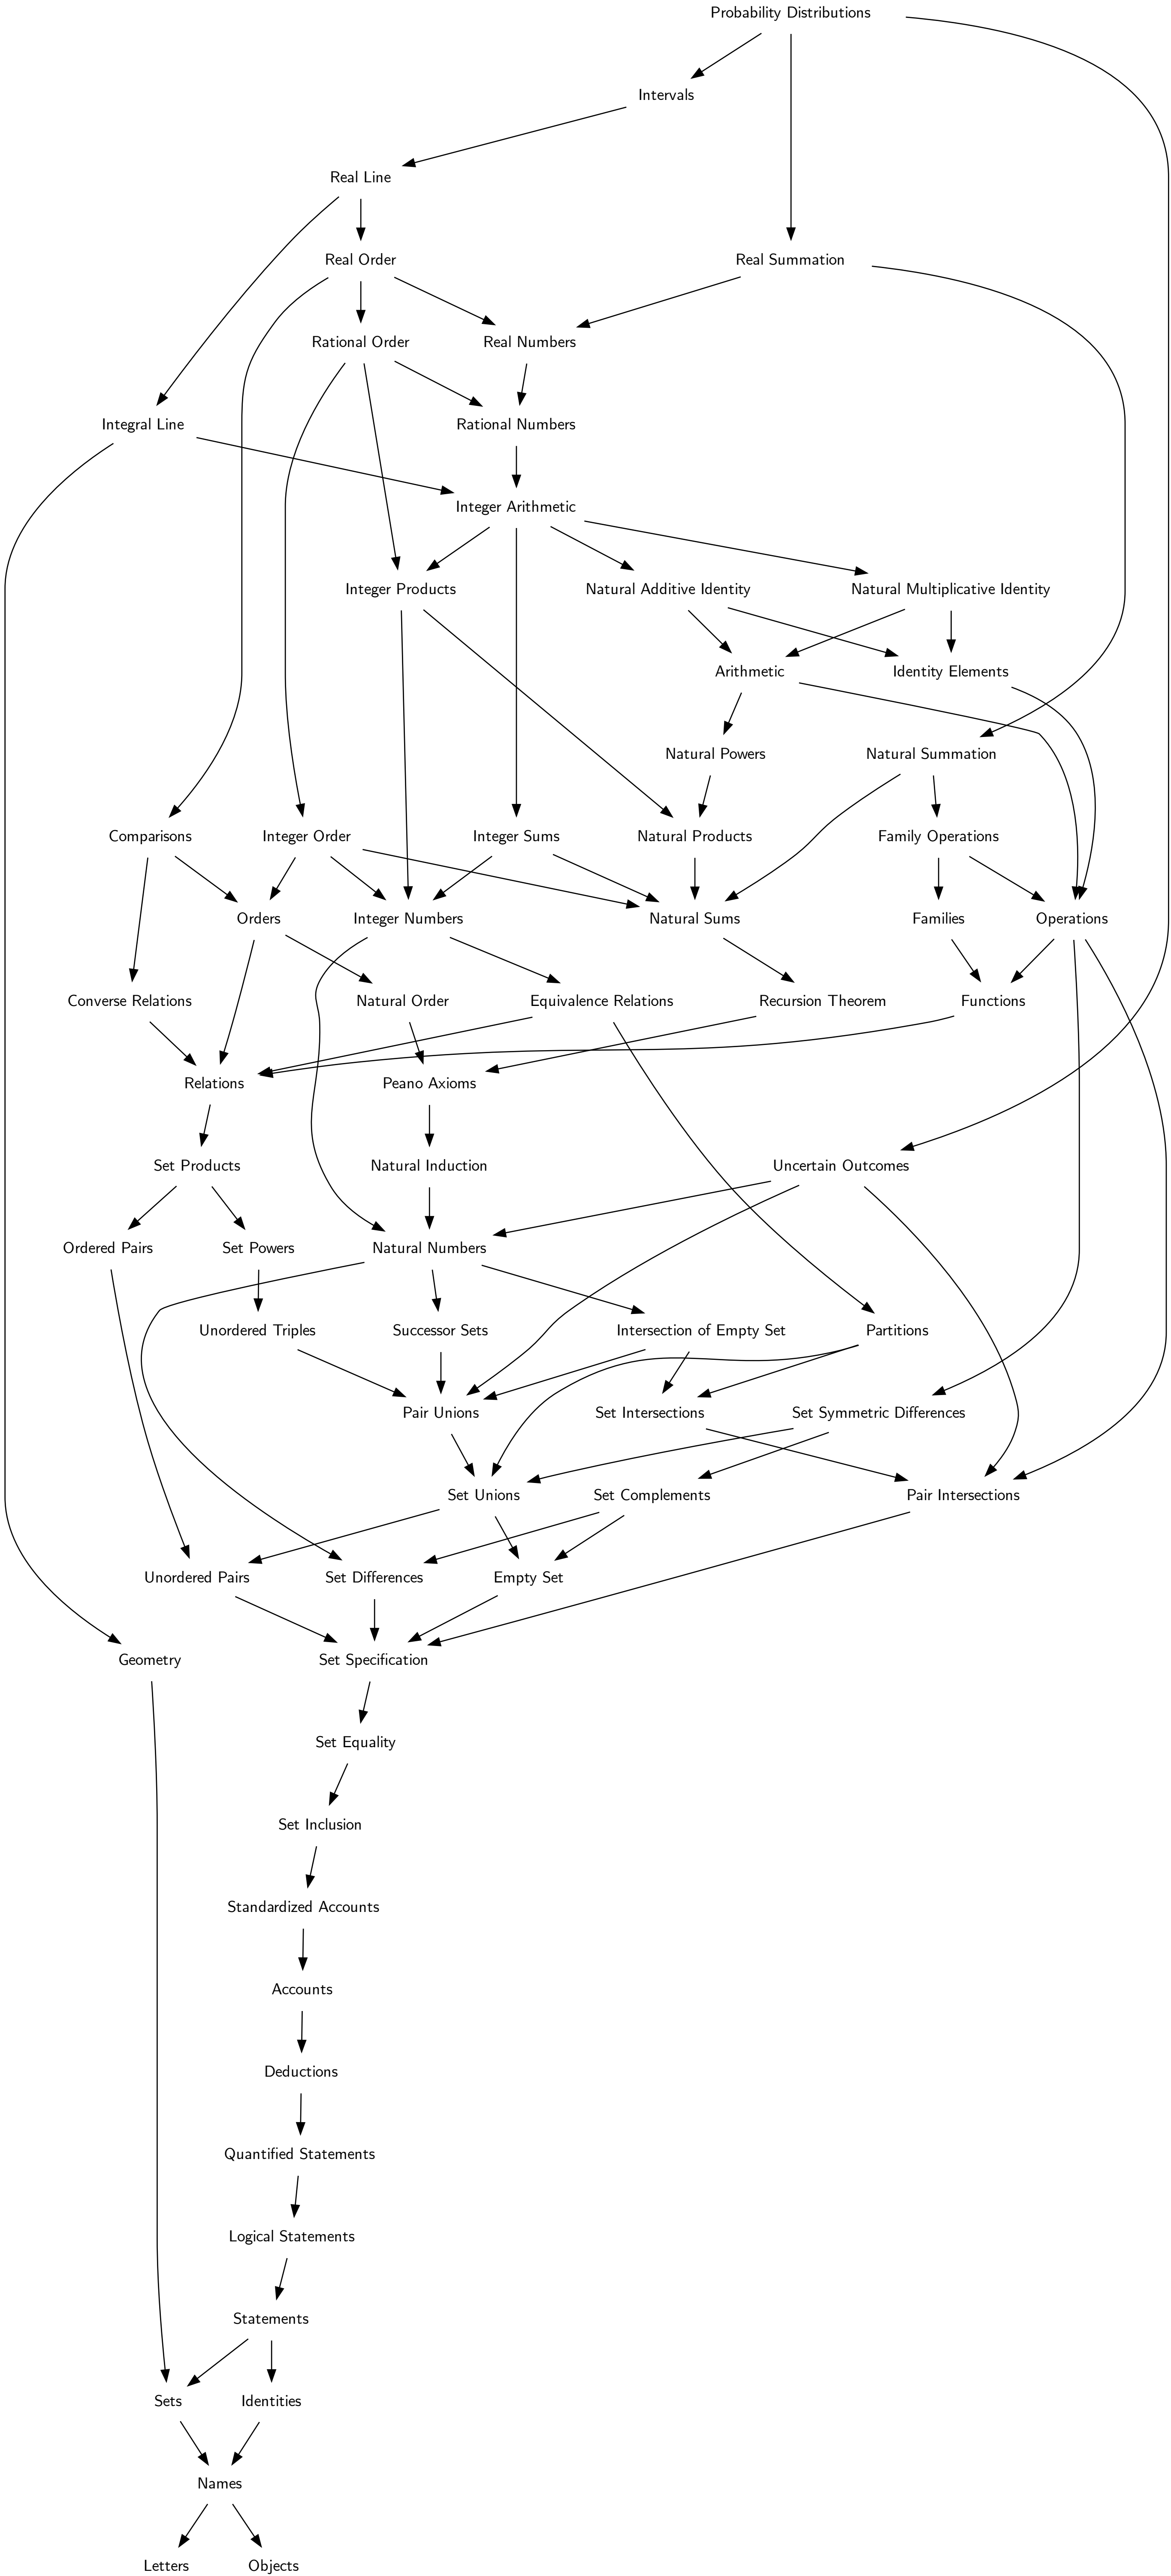 Probability Distributions
Intervals
Real Line
Real Order
Real Summation
Rational Order
Real Numbers
Integral Line
Rational Numbers
Integer Arithmetic
Integer Products
Natural Additive Identity
Natural Multiplicative Identity
Arithmetic
Identity Elements
Natural Powers
Natural Summation
Comparisons
Integer Order
Integer Sums
Natural Products
Family Operations
Orders
Integer Numbers
Natural Sums
Families
Operations
Converse Relations
Natural Order
Equivalence Relations
Recursion Theorem
Functions
Relations
Peano Axioms
Set Products
Natural Induction
Uncertain Outcomes
Ordered Pairs
Set Powers
Natural Numbers
Unordered Triples
Successor Sets
Intersection of Empty Set
Partitions
Pair Unions
Set Intersections
Set Symmetric Differences
Set Unions
Set Complements
Pair Intersections
Unordered Pairs
Set Differences
Empty Set
Geometry
Set Specification
Set Equality
Set Inclusion
Standardized Accounts
Accounts
Deductions
Quantified Statements
Logical Statements
Statements
Sets
Identities
Names
Letters
Objects